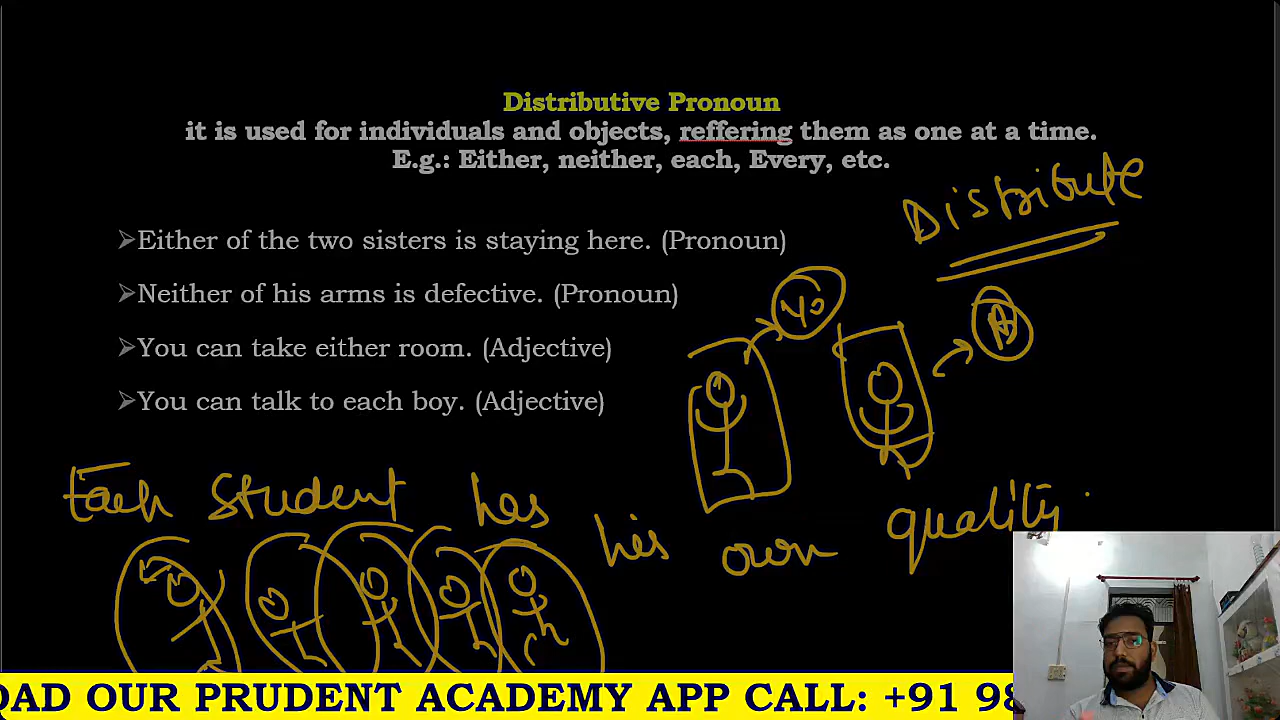 Distributive Pronoun
it is used for individuals and objects, reffering them as one at a time.
E.g.: Either, neither, each, Every, etc.
Distribute
➢Either of the two sisters is staying here. (Pronoun)
➢Neither of his arms is defective. (Pronoun)
➢You can take either room. (Adjective)
➢You can talk to each boy. (Adjective)
Each student has his own quality.
OAD OUR PRUDENT ACADEMY APP CALL: +91 98